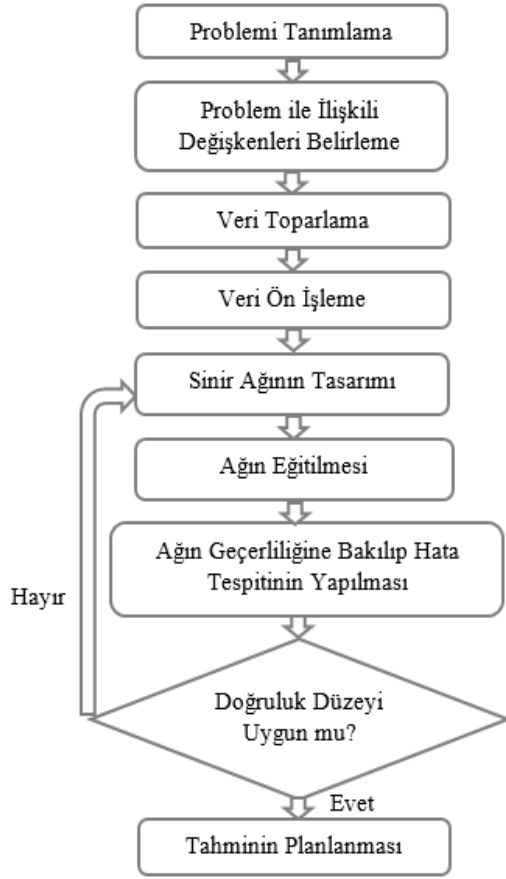 Problemi Tanımlama
Problem ile İlişkili
Değişkenleri Belirleme
Veri Toparlama
Veri Ön İşleme
Sinir Ağının Tasarımı
Ağın Eğitilmesi
Ağın Geçerliliğine Bakılıp Hata
Tespitinin Yapılması
Hayır
Doğruluk Düzeyi
Uygun mu?
Evet
Tahminin Planlanması